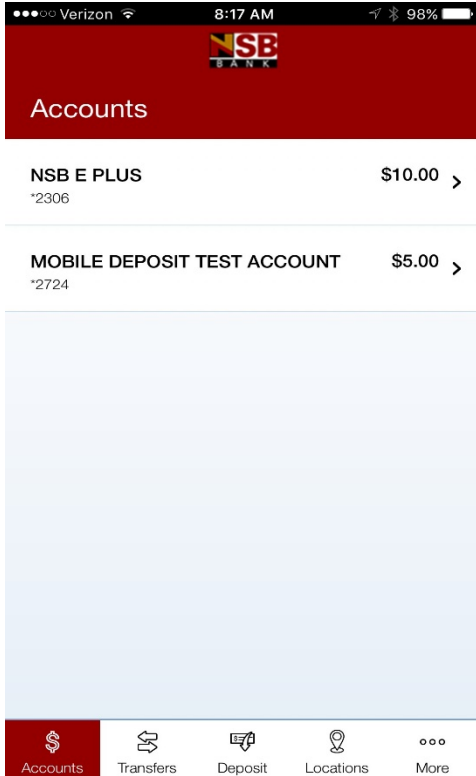 Verizon 8:17 AM 98%
NSB
BANK
Accounts
NSB E PLUS $10.00
*2306
MOBILE DEPOSIT TEST ACCOUNT $5.00
*2724
Accounts Transfers Deposit Locations More